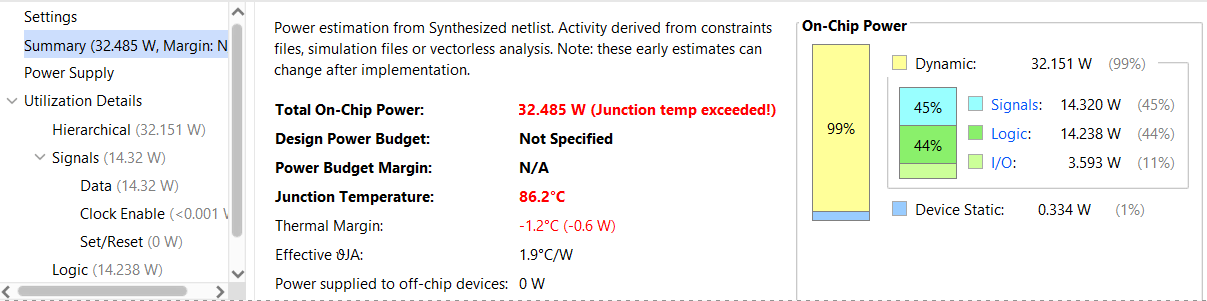 Settings
Summary (32.485 W, Margin: N
Power Supply
Utilization Details
Hierarchical (32.151 W)
Signals (14.32 W)
Data (14.32 W)
Clock Enable (<0.001 W
Set/Reset (0 W)
Logic (14.238 W)
Power estimation from Synthesized netlist. Activity derived from constraints
files, simulation files or vectorless analysis. Note: these early estimates can
change after implementation.
Total On-Chip Power: 32.485 W (Junction temp exceeded!)
Design Power Budget: Not Specified
Power Budget Margin: N/A
Junction Temperature: 86.2°C
Thermal Margin: -1.2°C (-0.6 W)
Effective ϑJA: 1.9°C/W
Power supplied to off-chip devices: 0 W
On-Chip Power
99%
45%
44%
Dynamic: 32.151 W (99%)
Signals: 14.320 W (45%)
Logic: 14.238 W (44%)
I/O: 3.593 W (11%)
Device Static: 0.334 W (1%)